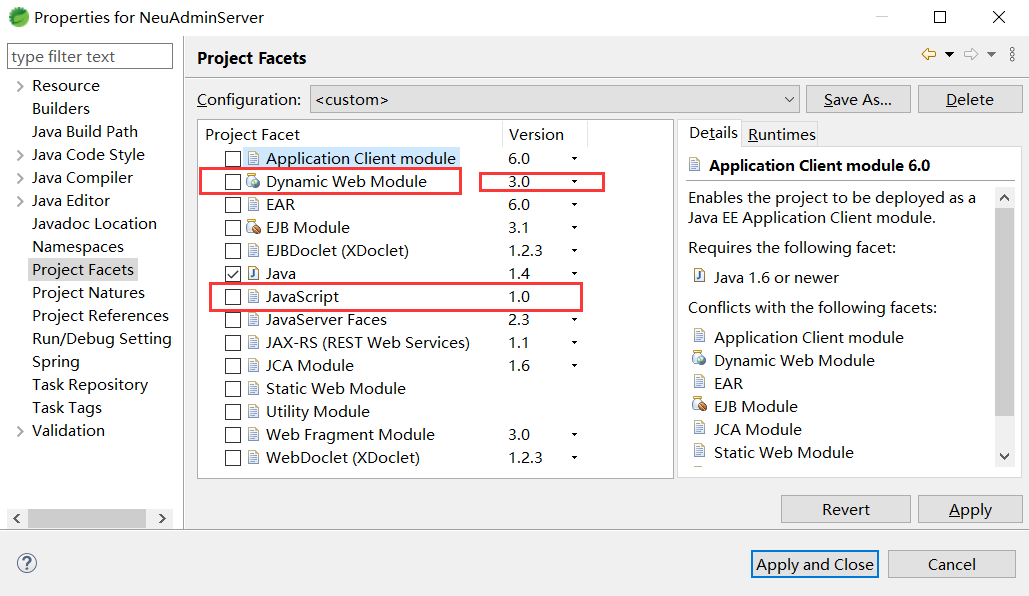 Properties for NeuAdminServer
type filter text
Resource
Builders
Java Build Path
Java Code Style
Java Compiler
Java Editor
Javadoc Location
Namespaces
Project Facets
Project Natures
Project References
Run/Debug Setting
Spring
Task Repository
Task Tags
Validation
Project Facets
Configuration: <custom> Save As... Delete
Project Facet Version
Application Client module 6.0
Dynamic Web Module 3.0
EAR 6.0
EJB Module 3.1
EJBDoclet (XDoclet) 1.2.3
Java 1.4
JavaScript 1.0
JavaServer Faces 2.3
JAX-RS (REST Web Services) 1.1
JCA Module 1.6
Static Web Module
Utility Module
Web Fragment Module 3.0
WebDoclet (XDoclet) 1.2.3
Details Runtimes
Application Client module 6.0
Enables the project to be deployed as a
Java EE Application Client module.
Requires the following facet:
Java 1.6 or newer
Conflicts with the following facets:
Application Client module
Dynamic Web Module
EAR
EJB Module
JCA Module
Static Web Module
Revert Apply
Apply and Close Cancel